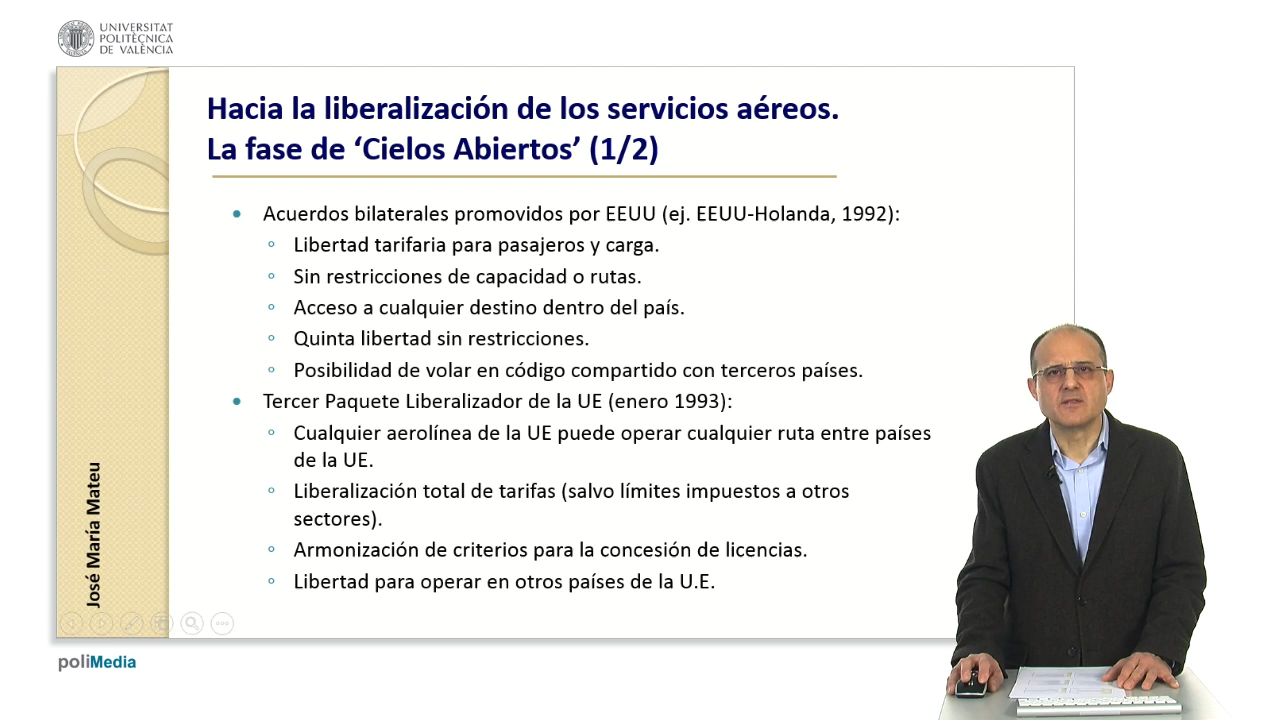 UNIVERSITAT
POLITÈCNICA
DE VALÈNCIA
Hacia la liberalización de los servicios aéreos.
La fase de ‘Cielos Abiertos’ (1/2)
Acuerdos bilaterales promovidos por EEUU (ej. EEUU-Holanda, 1992):
Libertad tarifaria para pasajeros y carga.
Sin restricciones de capacidad o rutas.
Acceso a cualquier destino dentro del país.
Quinta libertad sin restricciones.
Posibilidad de volar en código compartido con terceros países.
Tercer Paquete Liberalizador de la UE (enero 1993):
Cualquier aerolínea de la UE puede operar cualquier ruta entre países
de la UE.
Liberalización total de tarifas (salvo límites impuestos a otros
sectores).
Armonización de criterios para la concesión de licencias.
Libertad para operar en otros países de la U.E.
José María Mateu
poliMedia